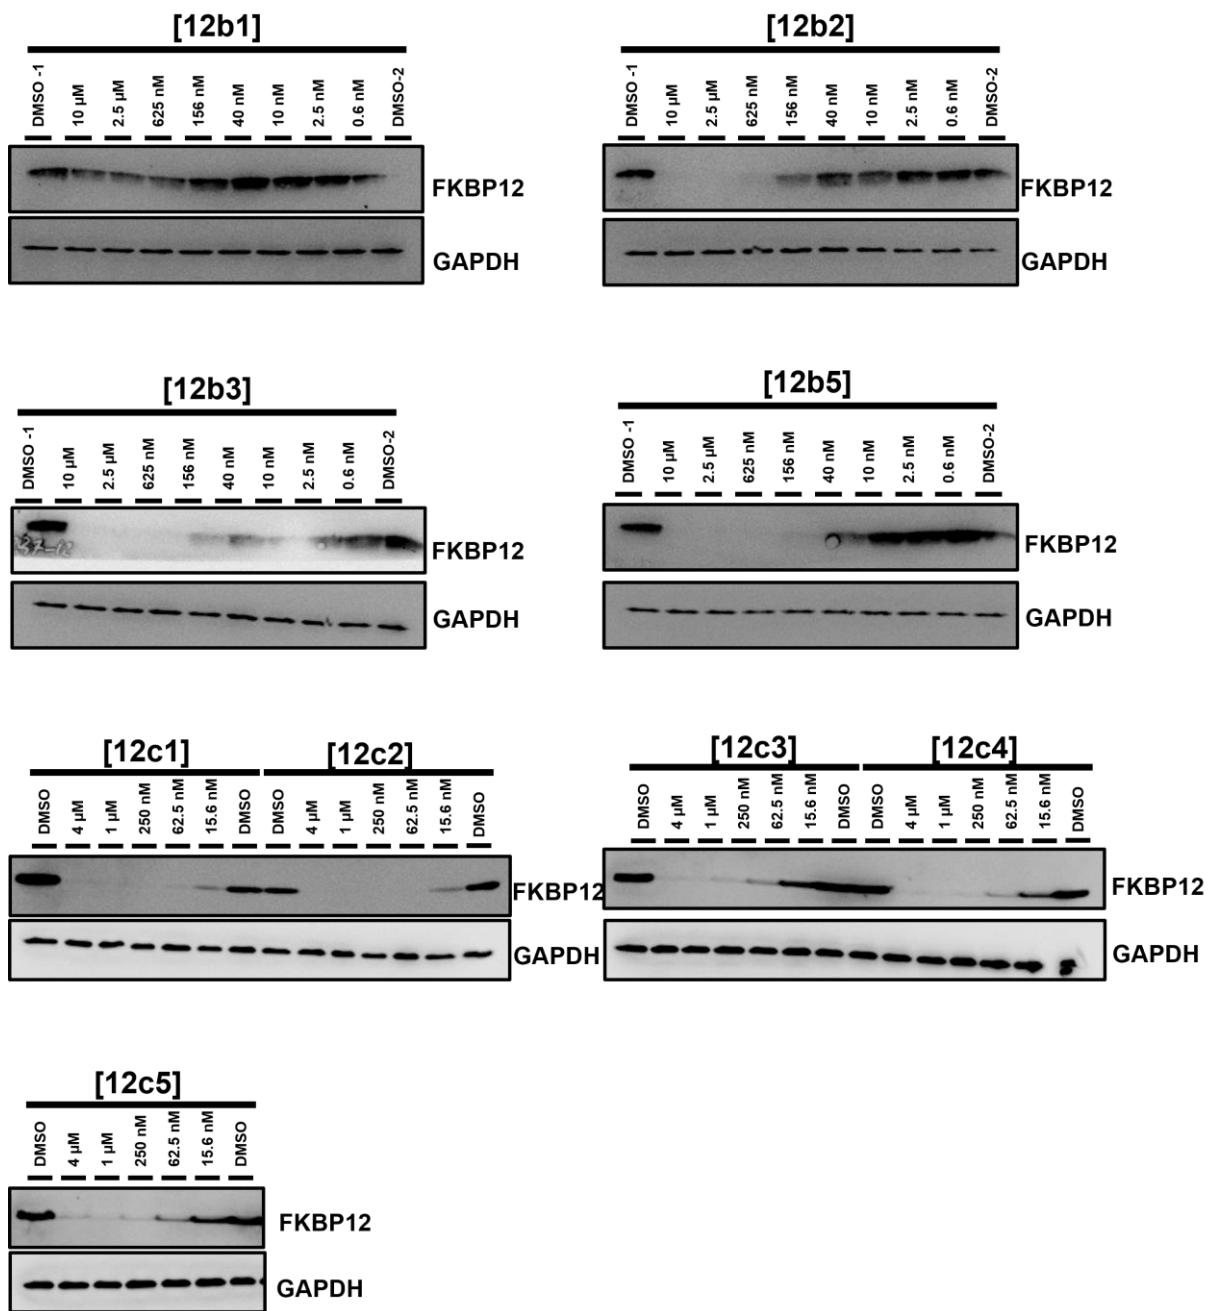 [12b1]
DMSO -1
10 µM
2.5 µM
625 nM
156 nM
40 nM
10 nM
2.5 nM
0.6 nM
DMSO-2
FKBP12
GAPDH
[12b2]
DMSO -1
10 µM
2.5 µM
625 nM
156 nM
40 nM
10 nM
2.5 nM
0.6 nM
DMSO-2
FKBP12
GAPDH
[12b3]
DMSO -1
10 µM
2.5 µM
625 nM
156 nM
40 nM
10 nM
2.5 nM
0.6 nM
DMSO-2
FKBP12
GAPDH
[12b5]
DMSO -1
10 µM
2.5 µM
625 nM
156 nM
40 nM
10 nM
2.5 nM
0.6 nM
DMSO-2
FKBP12
GAPDH
[12c1] [12c2]
DMSO
4 µM
1 µM
250 nM
62.5 nM
15.6 nM
DMSO
DMSO
4 µM
1 µM
250 nM
62.5 nM
15.6 nM
DMSO
FKBP12
GAPDH
[12c3] [12c4]
DMSO
4 µM
1 µM
250 nM
62.5 nM
15.6 nM
DMSO
DMSO
4 µM
1 µM
250 nM
62.5 nM
15.6 nM
DMSO
FKBP12
GAPDH
[12c5]
DMSO
4 µM
1 µM
250 nM
62.5 nM
15.6 nM
DMSO
FKBP12
GAPDH